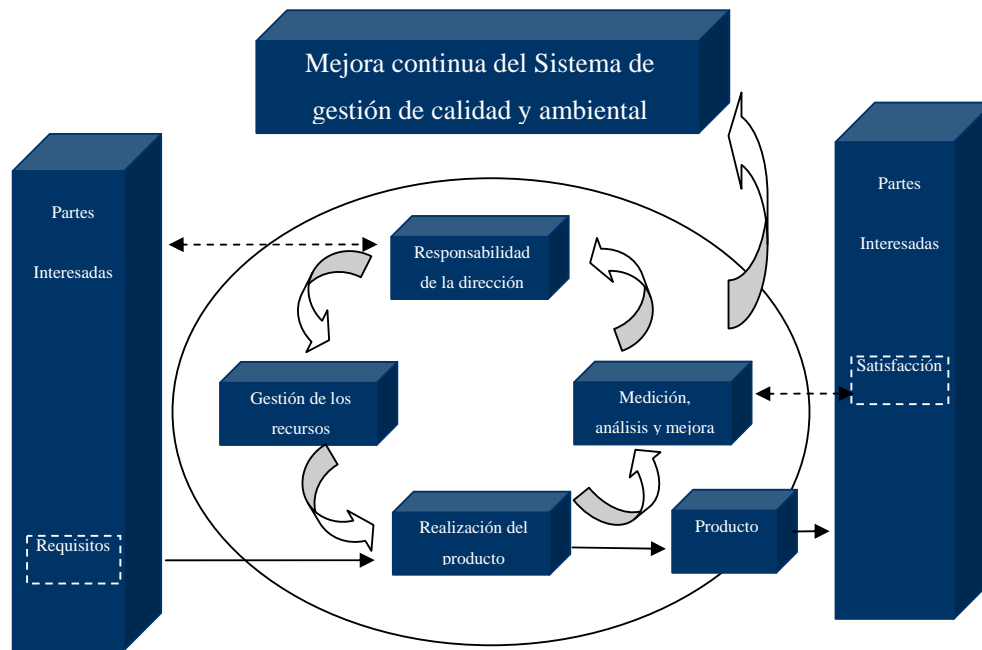 Mejora continua del Sistema de
gestión de calidad y ambiental
Partes
Interesadas
Requisitos
Responsabilidad
de la dirección
Gestión de los
recursos
Medición,
análisis y mejora
Realización del
producto
Producto
Partes
Interesadas
Satisfacción